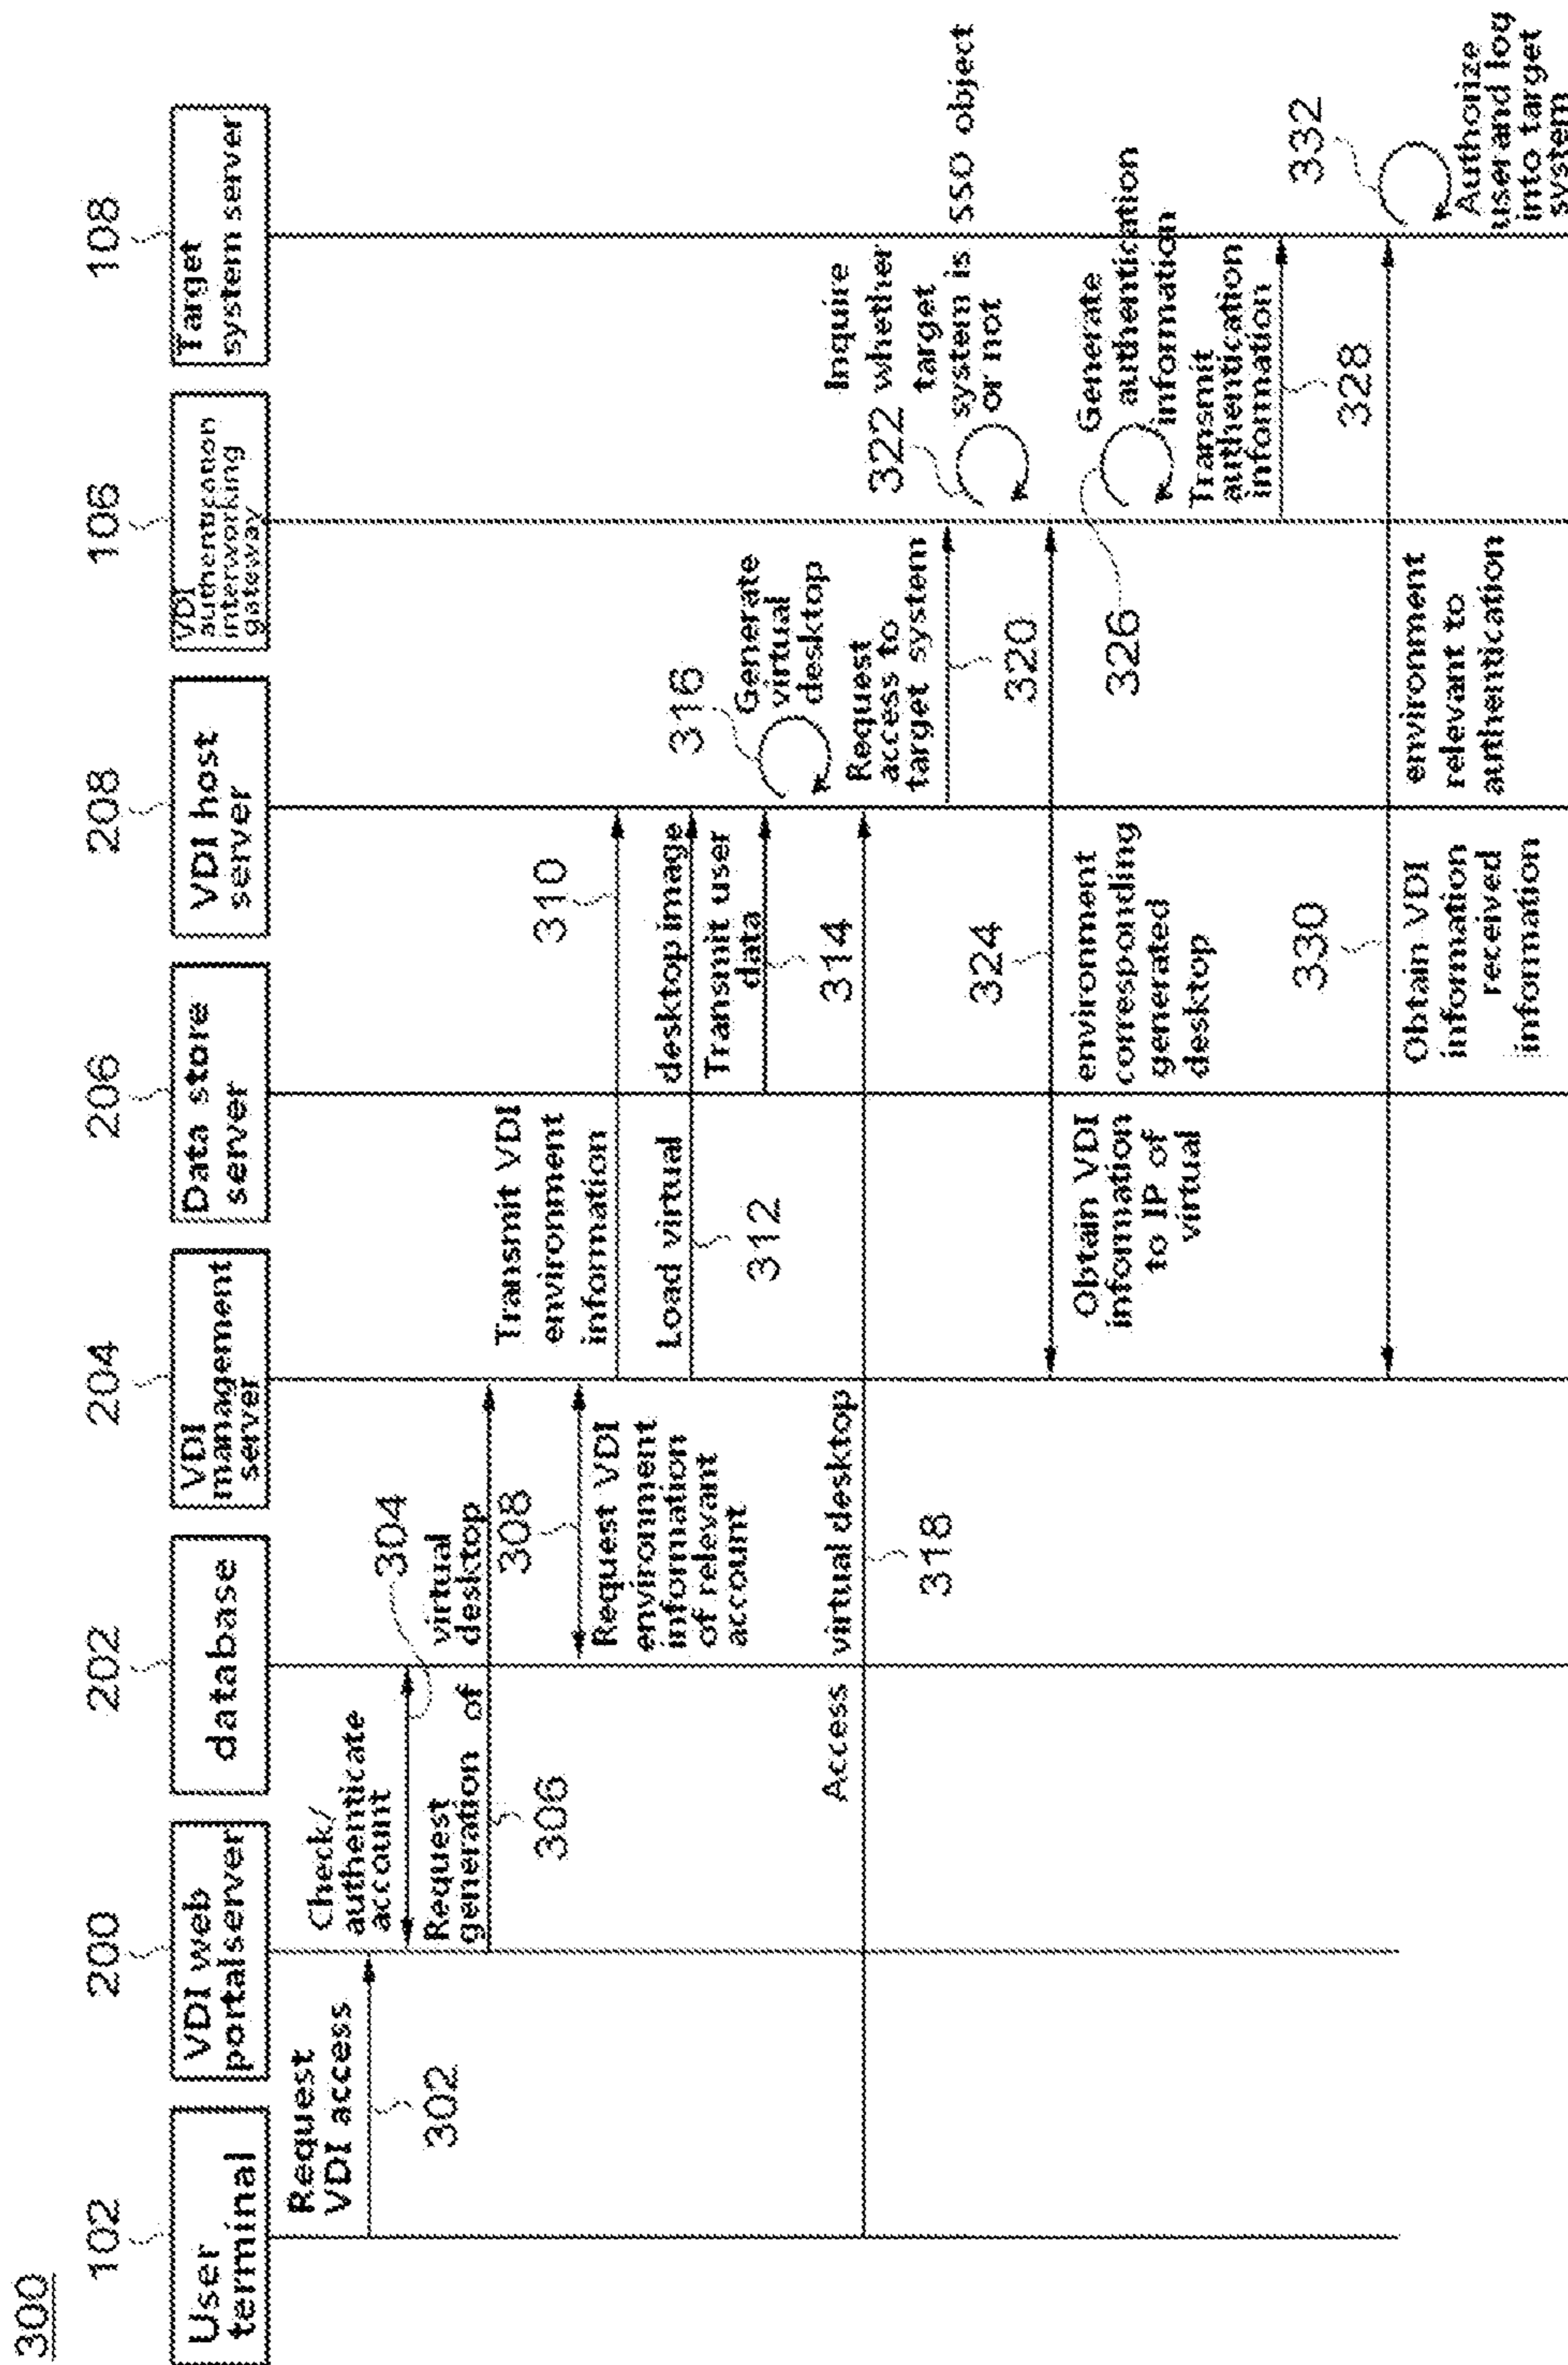 300
102
200
202
204
206
208
106
108
User
terminal
VDI web
portalserver
database
VDI
management
server
Data store
server
VDI host
server
VDI
authentication
interworking
gateway
Target
system server
Request
VDI access
302
Check/
authenticate
account
304
Request
generation of
virtual
desktop
306
308
Request VDI
environment
information
of relevant
account
Transmit VDI
environment
information
310
Load virtual desktop image
312
Transmit user
data
314
316
Generate
virtual
desktop
Access virtual desktop
318
Request
access to
target system
320
Inquire
whether
target
system is SSO object
or not
322
324
Obtain VDI environment
information corresponding
to IP of generated
virtual desktop
326
Generate
authentication
information
Transmit
authentication
information
328
330
Obtain VDI environment
information relevant to
received authentication
information
332
Authorize
user and log
into target
system